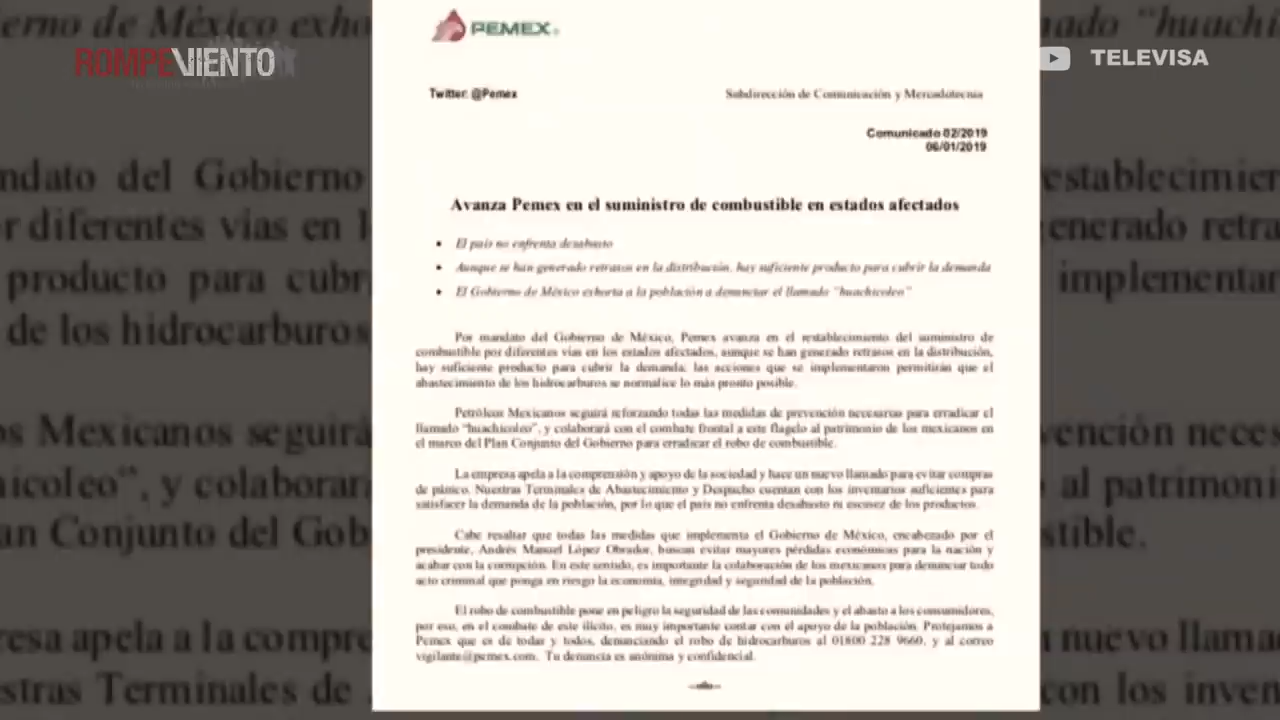 ROMPEVIENTO
TELEVISA
PEMEX
Twitter: @Pemex
Subdirección de Comunicación y Mercadotecnia
Comunicado 02/2019
06/01/2019
Avanza Pemex en el suministro de combustible en estados afectados
• El país no enfrenta desabasto
• Aunque se han generado retrasos en la distribución, hay suficiente producto para cubrir la demanda
• El Gobierno de México exhorta a la población a denunciar el llamado "huachicoleo"
Por mandato del Gobierno de México, Pemex avanza en el restablecimiento del suministro de
combustible por diferentes vías en los estados afectados, aunque se han generado retrasos en la distribución,
hay suficiente producto para cubrir la demanda, las acciones que se implementaron permitirán que el
abastecimiento de los hidrocarburos se normalice lo más pronto posible.
Petróleos Mexicanos seguirá reforzando todas las medidas de prevención necesarias para erradicar el
llamado "huachicoleo", y colaborará con el combate frontal a este flagelo al patrimonio de los mexicanos en
el marco del Plan Conjunto del Gobierno para erradicar el robo de combustible.
La empresa apela a la comprensión y apoyo de la sociedad y hace un nuevo llamado para evitar compras
de pánico. Nuestras Terminales de Abastecimiento y Despacho cuentan con los inventarios suficientes para
satisfacer la demanda de la población, por lo que el país no enfrenta desabasto ni escasez de los productos.
Cabe resaltar que todas las medidas que implementa el Gobierno de México, encabezado por el
presidente, Andrés Manuel López Obrador, buscan evitar mayores pérdidas económicas para la nación y
acabar con la corrupción. En este sentido, es importante la colaboración de los mexicanos para denunciar todo
acto criminal que ponga en riesgo la economía, integridad y seguridad de la población.
El robo de combustible pone en peligro la seguridad de las comunidades y el abasto a los consumidores,
por eso, en el combate de este ilícito, es muy importante contar con el apoyo de la población. Protejamos a
Pemex que es de todas y todos, denunciando el robo de hidrocarburos al 01800 228 9660, y al correo
vigilante@pemex.com. Tu denuncia es anónima y confidencial.